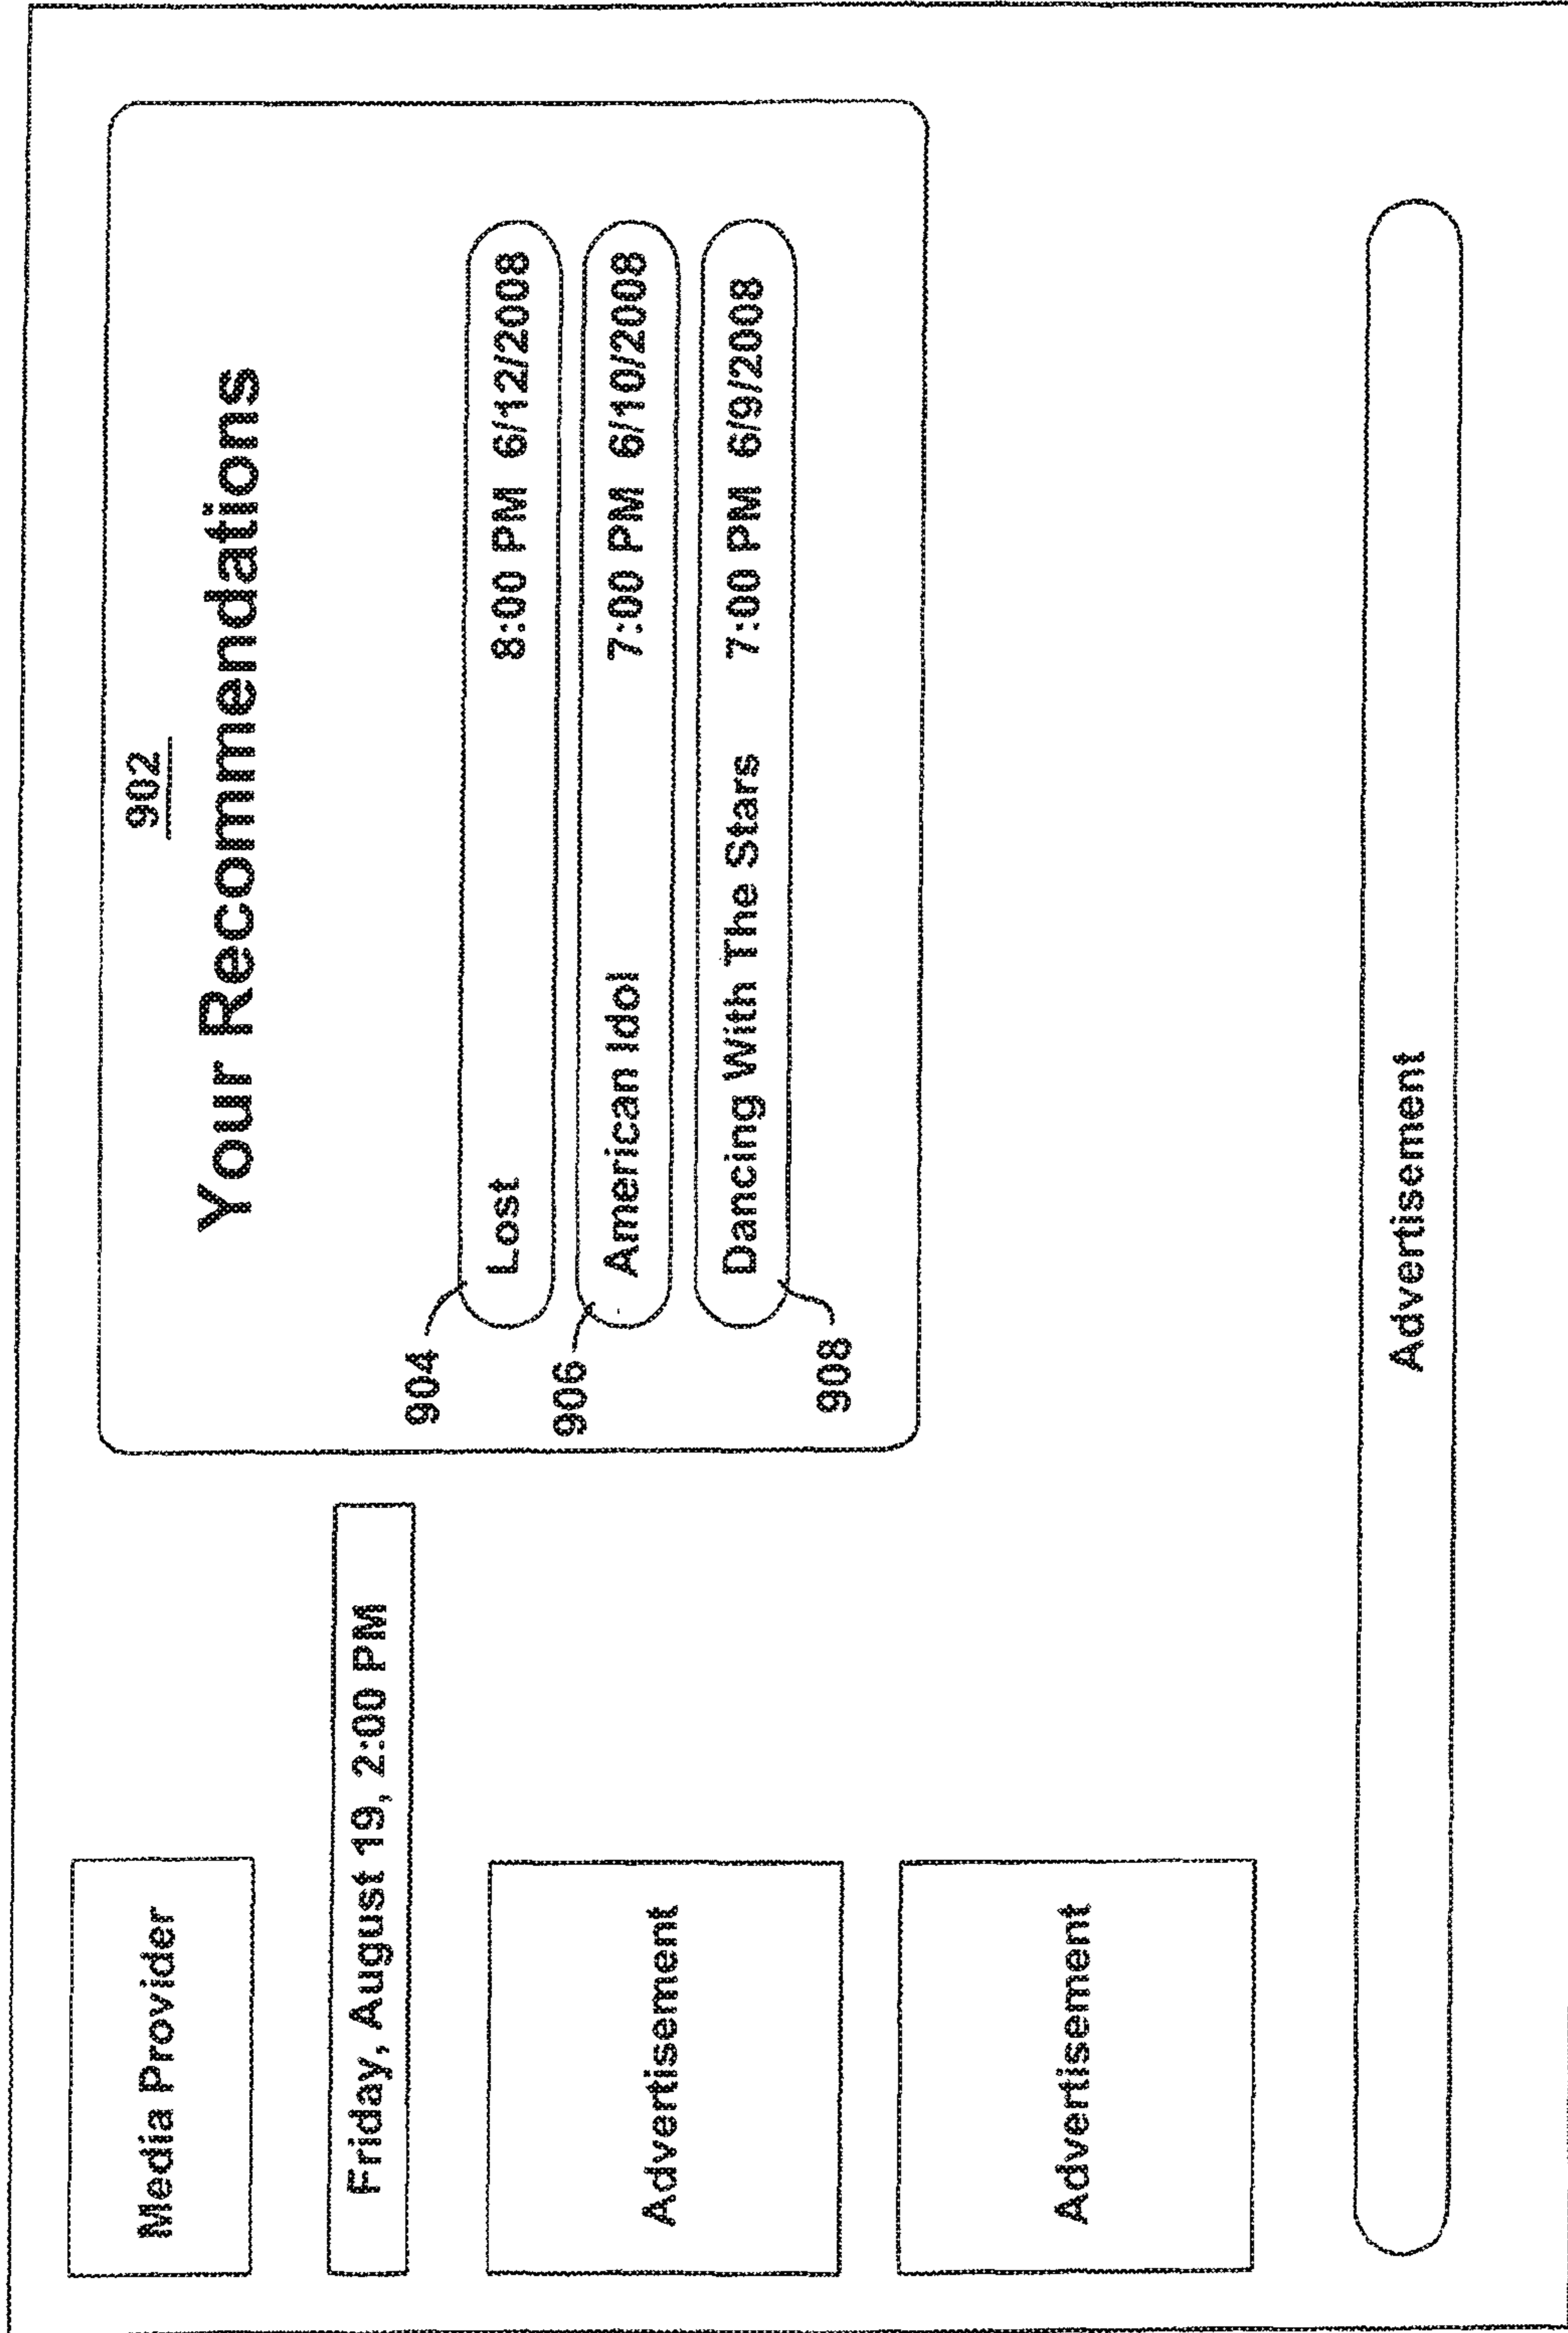 Media Provider
Friday, August 19, 2:00 PM
Advertisement
Advertisement
902
Your Recommendations
904
Lost 8:00 PM 6/12/2008
906
American Idol 7:00 PM 6/10/2008
908
Dancing With The Stars 7:00 PM 6/9/2008
Advertisement